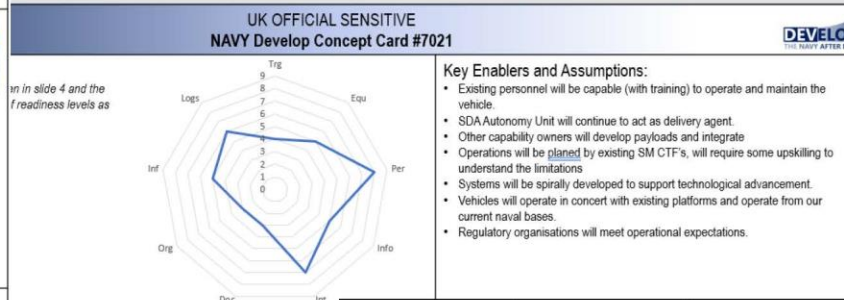 UK OFFICIAL SENSITIVE
NAVY Develop Concept Card #7021
DEVELO
THE NAVY AFTER
n in slide 4 and the
f readiness levels as
Trg
9
8
7
6
5
4
3
2
1
0
Equ
Per
Info
Int
Doc
Org
Inf
Logs
Key Enablers and Assumptions:
• Existing personnel will be capable (with training) to operate and maintain the
vehicle.
• SDA Autonomy Unit will continue to act as delivery agent.
• Other capability owners will develop payloads and integrate
• Operations will be planed by existing SM CTF's, will require some upskilling to
understand the limitations
• Systems will be spirally developed to support technological advancement.
• Vehicles will operate in concert with existing platforms and operate from our
current naval bases.
• Regulatory organisations will meet operational expectations.